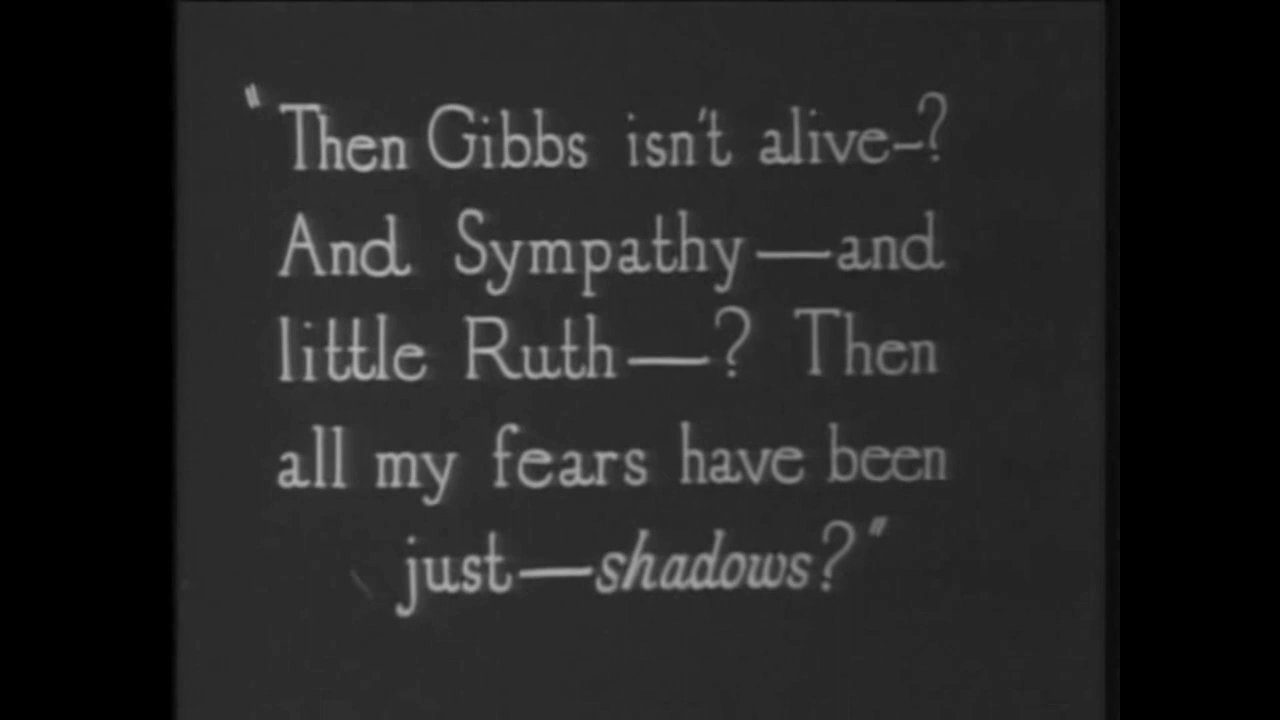 "Then Gibbs isn't alive—?
And Sympathy—and
little Ruth—? Then
all my fears have been
just—shadows?"